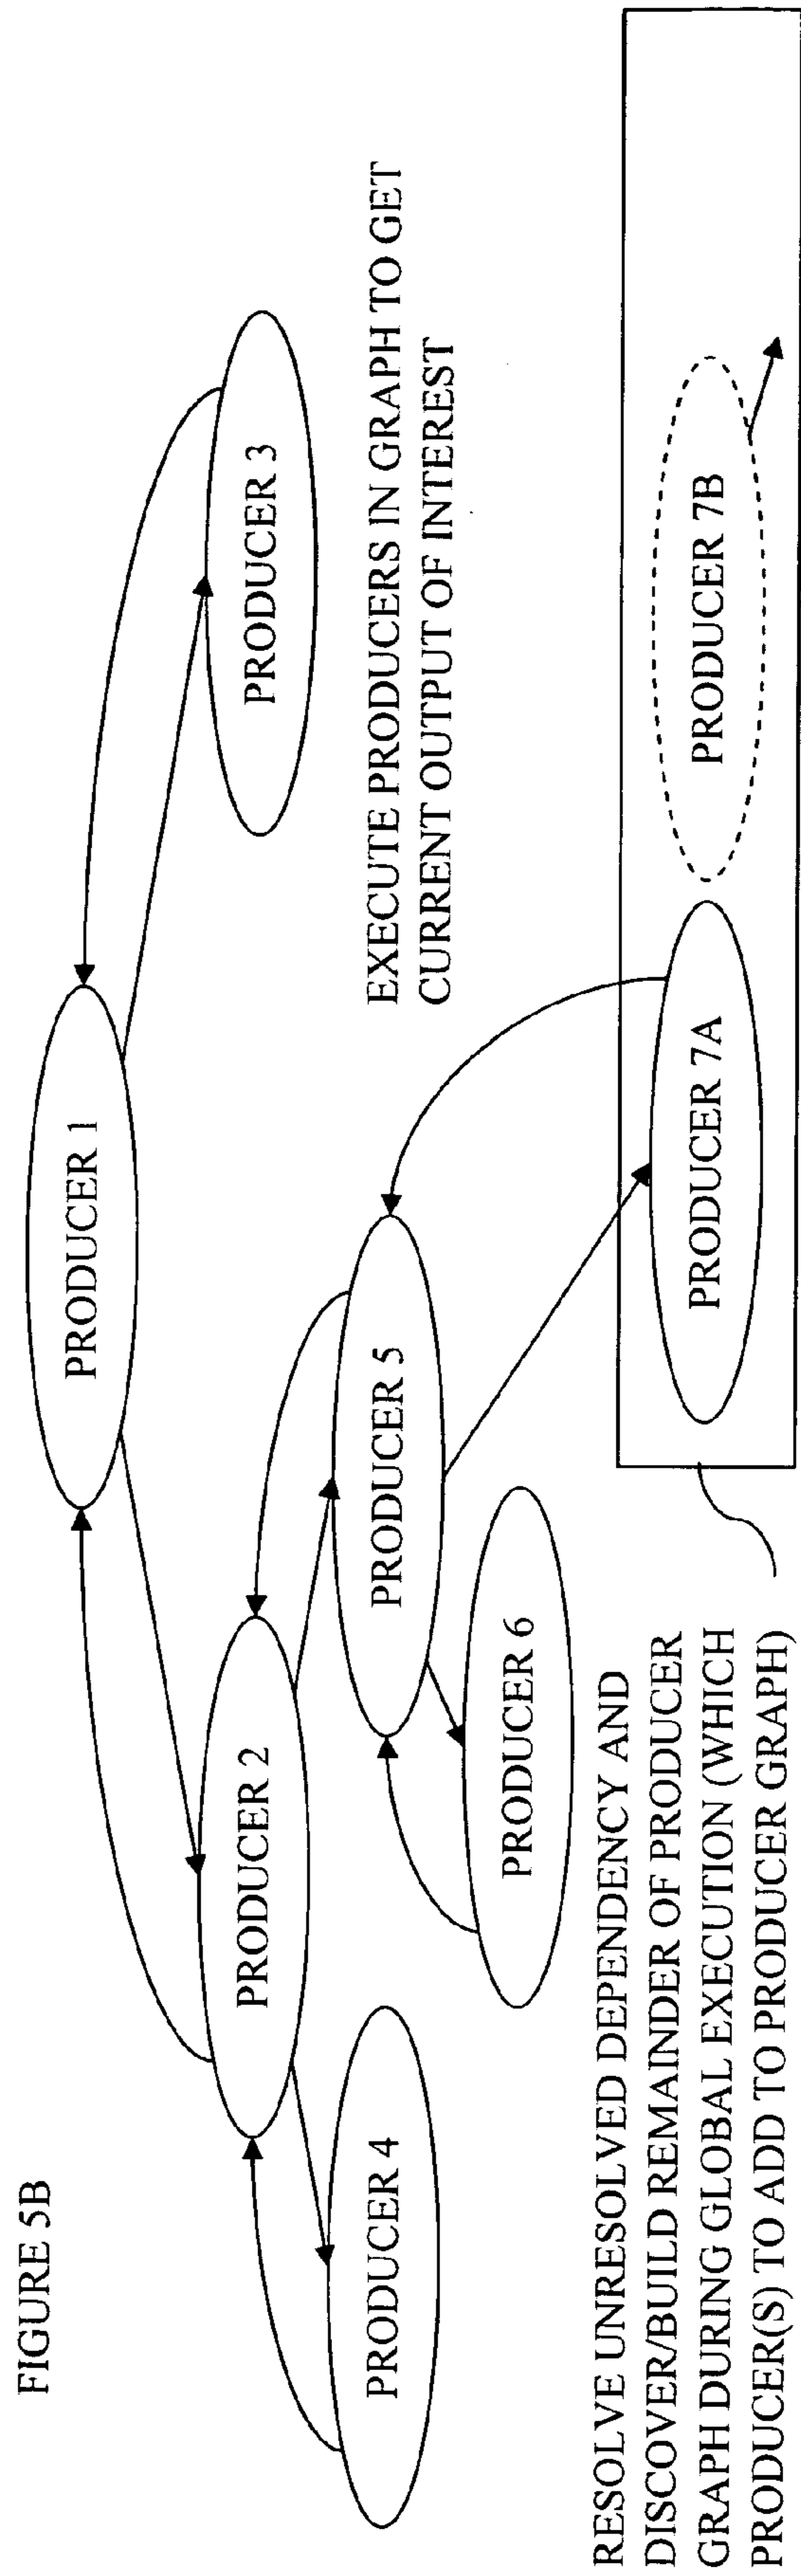 FIGURE 5B
PRODUCER 1
PRODUCER 2
PRODUCER 3
PRODUCER 4
PRODUCER 5
PRODUCER 6
EXECUTE PRODUCERS IN GRAPH TO GET
CURRENT OUTPUT OF INTEREST
PRODUCER 7A
PRODUCER 7B
RESOLVE UNRESOLVED DEPENDENCY AND
DISCOVER/BUILD REMAINDER OF PRODUCER
GRAPH DURING GLOBAL EXECUTION (WHICH
PRODUCER(S) TO ADD TO PRODUCER GRAPH)